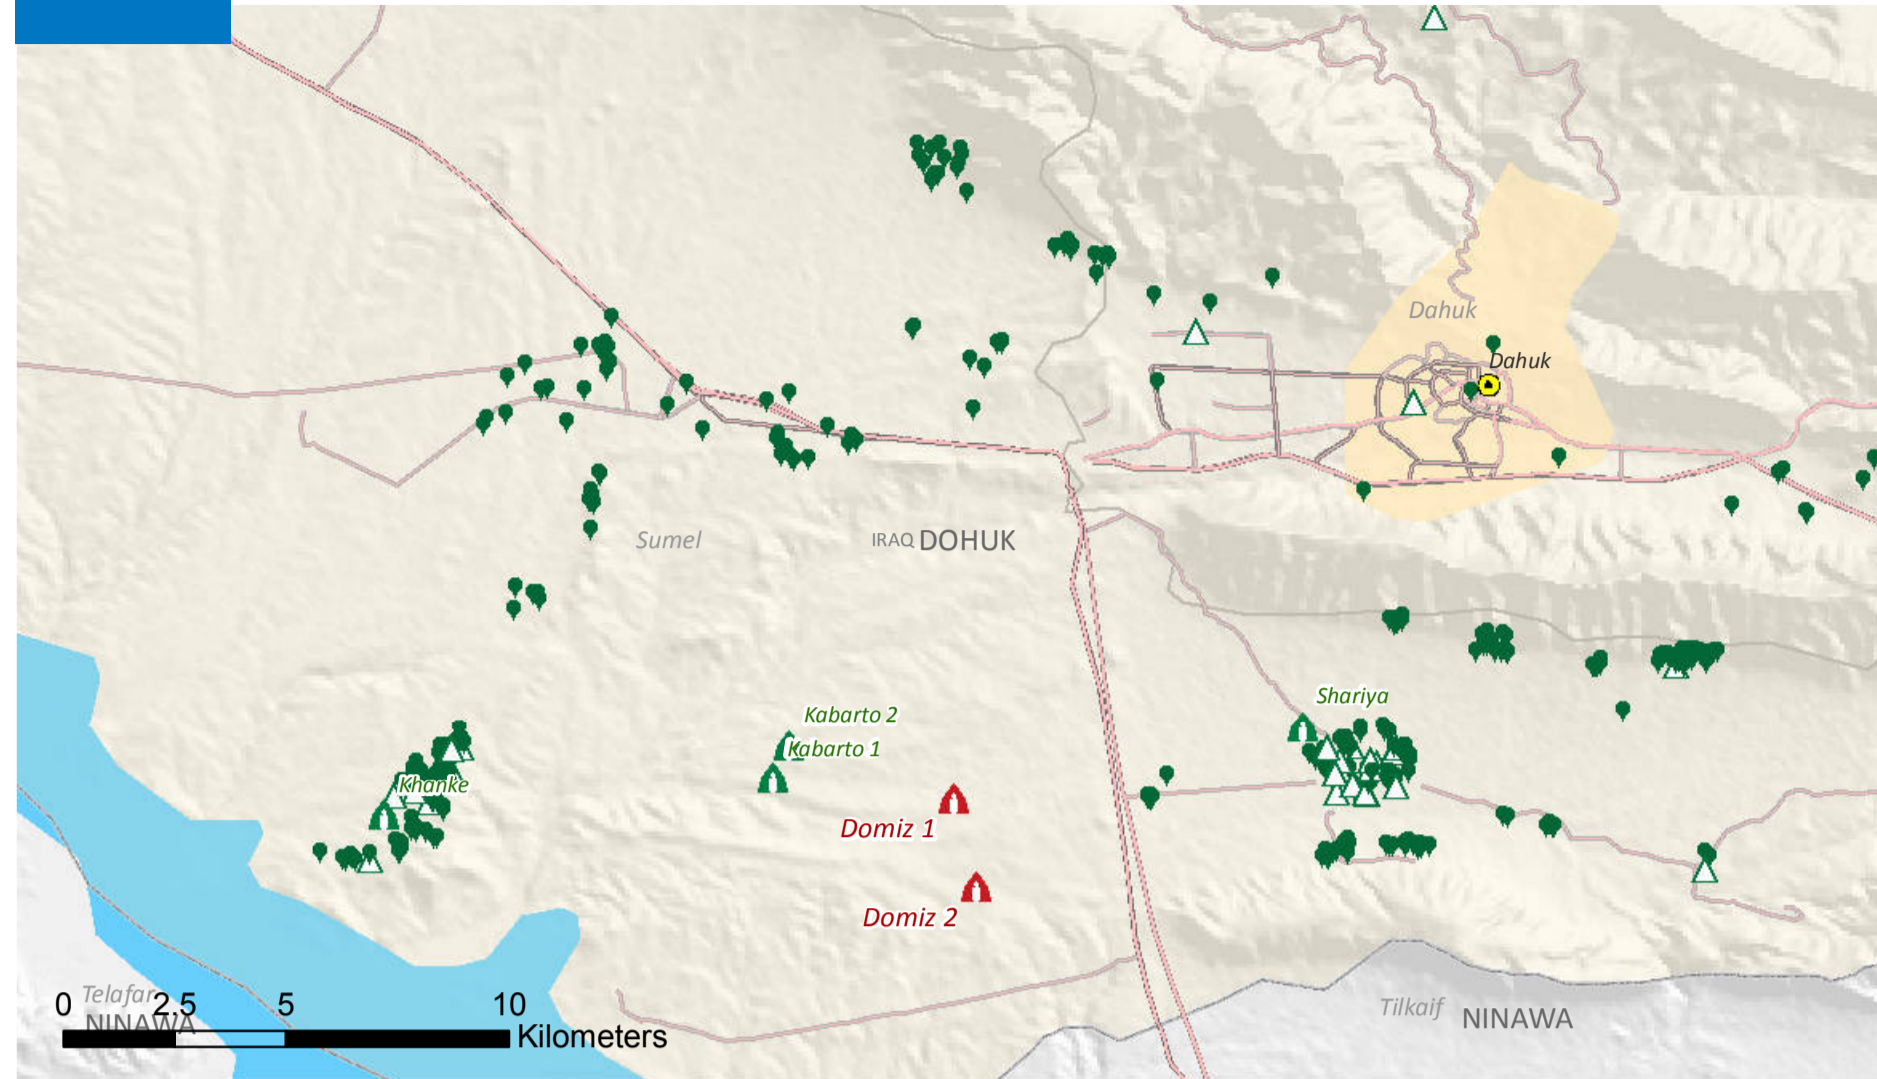 Dahuk
Dahuk
Sumel
IRAQ DOHUK
Shariya
Kabarto 2
Kabarto 1
Khanke
Domiz 1
Domiz 2
Telafar
NINAWA
0 2.5 5 10
Kilometers
Tilkaif
NINAWA